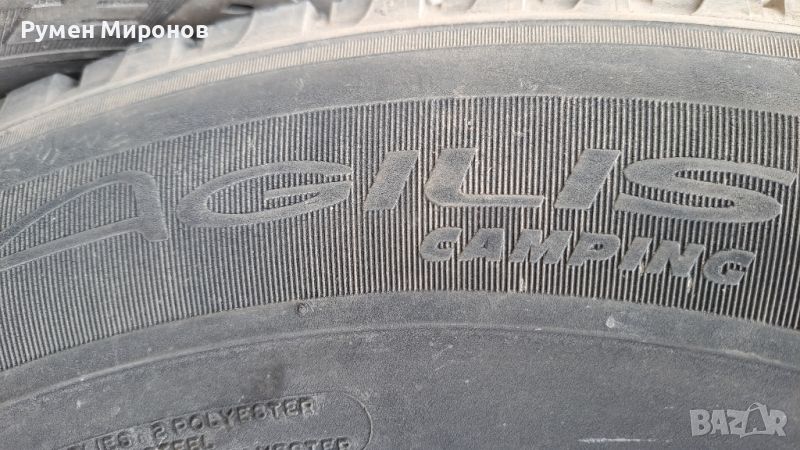 Румен Миронов
AGILIS
CAMPING
2 POLYESTER
STEEL
BAZAR